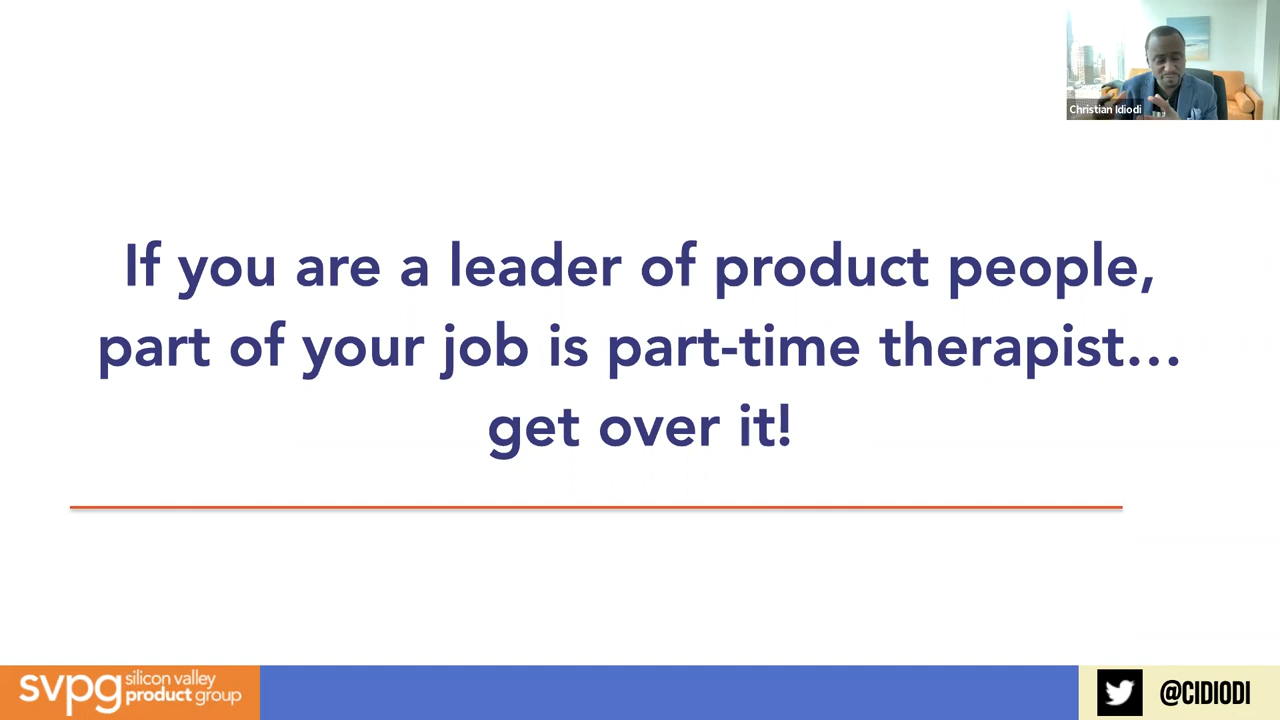 Christian Idiodi
If you are a leader of product people,
part of your job is part-time therapist...
get over it!
svpg silicon valley
product group
@CIDIODI